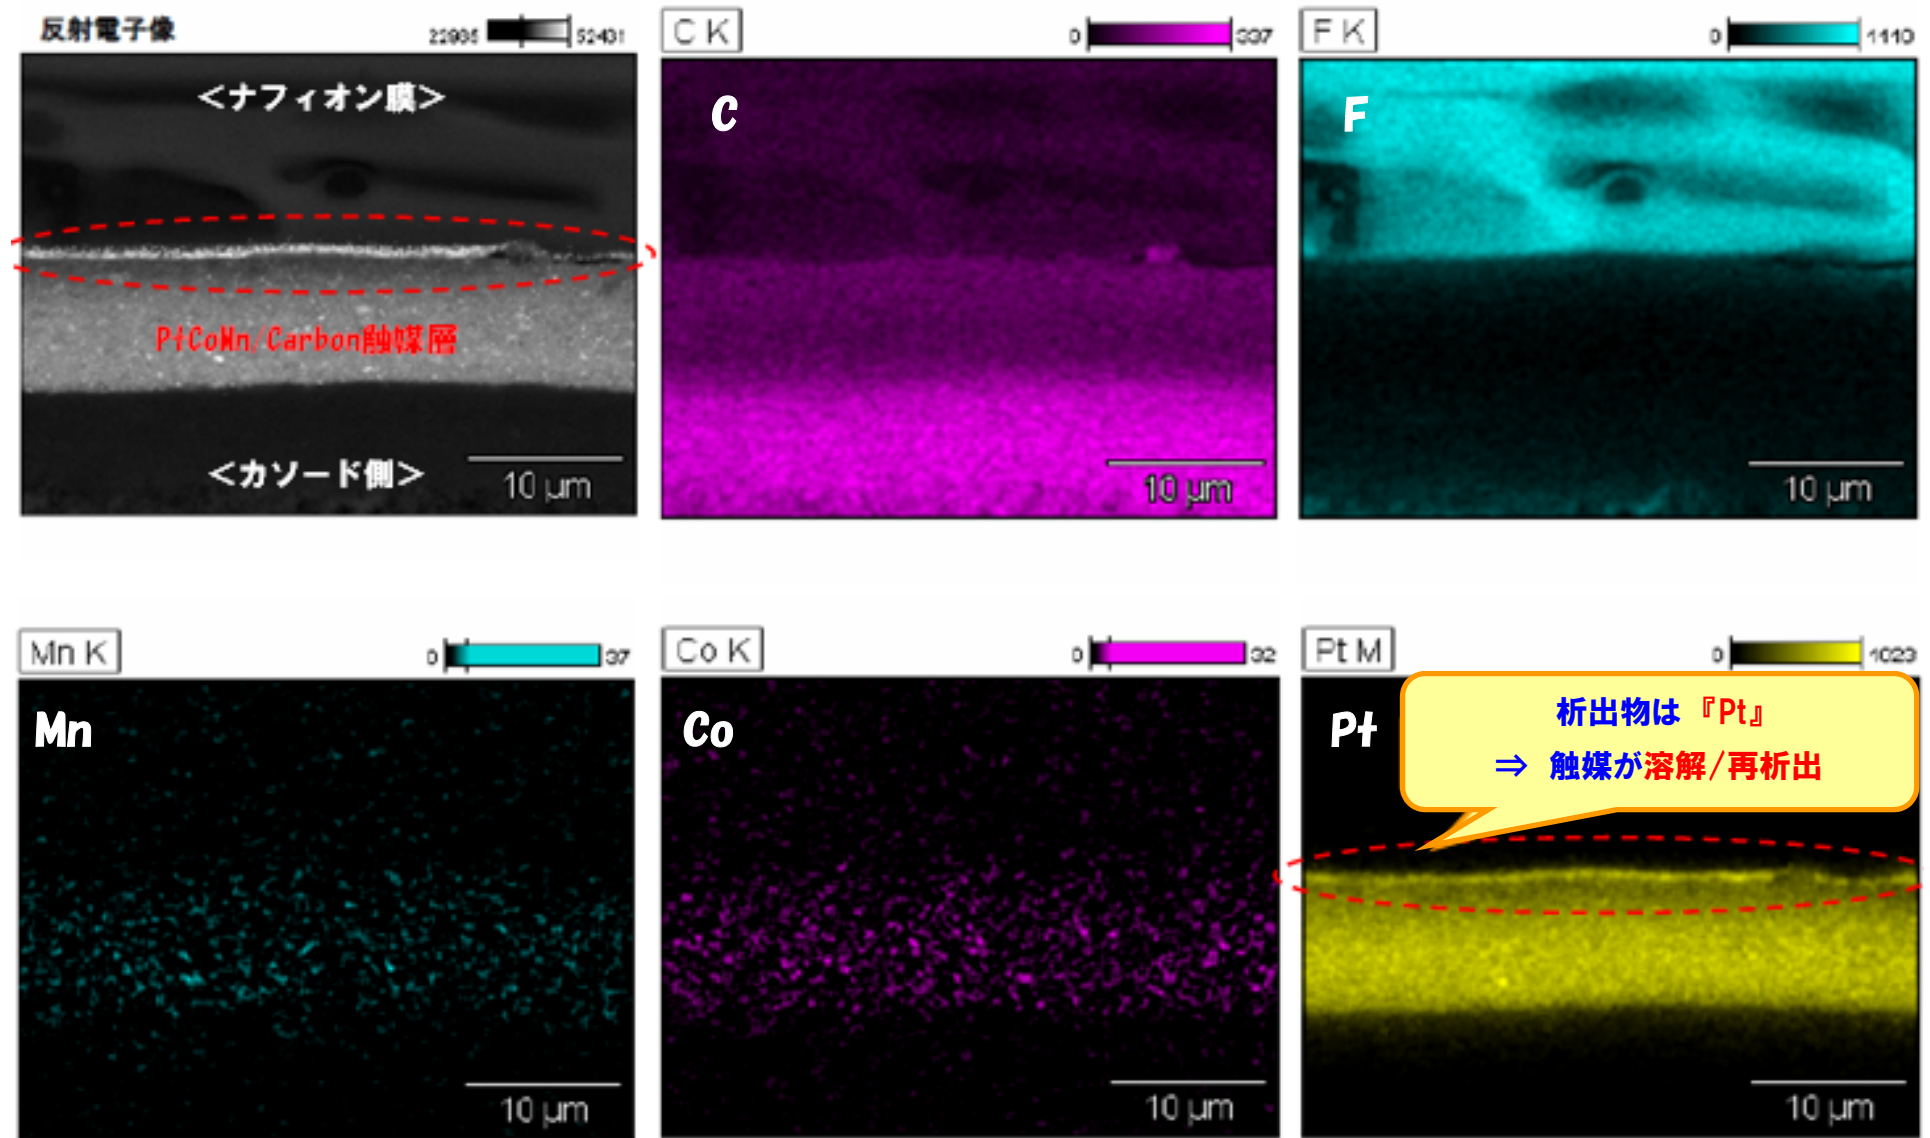 反射電子像
22935 52431
<ナフィオン膜>
PtCoMn/Carbon触媒層
<カソード側>
10 μm
C K
0 337
C
10 μm
F K
0 1110
F
10 μm
Mn K
0 37
Mn
10 μm
Co K
0 32
Co
10 μm
Pt M
0 1023
Pt
析出物は『Pt』
⇒ 触媒が溶解/再析出
10 μm